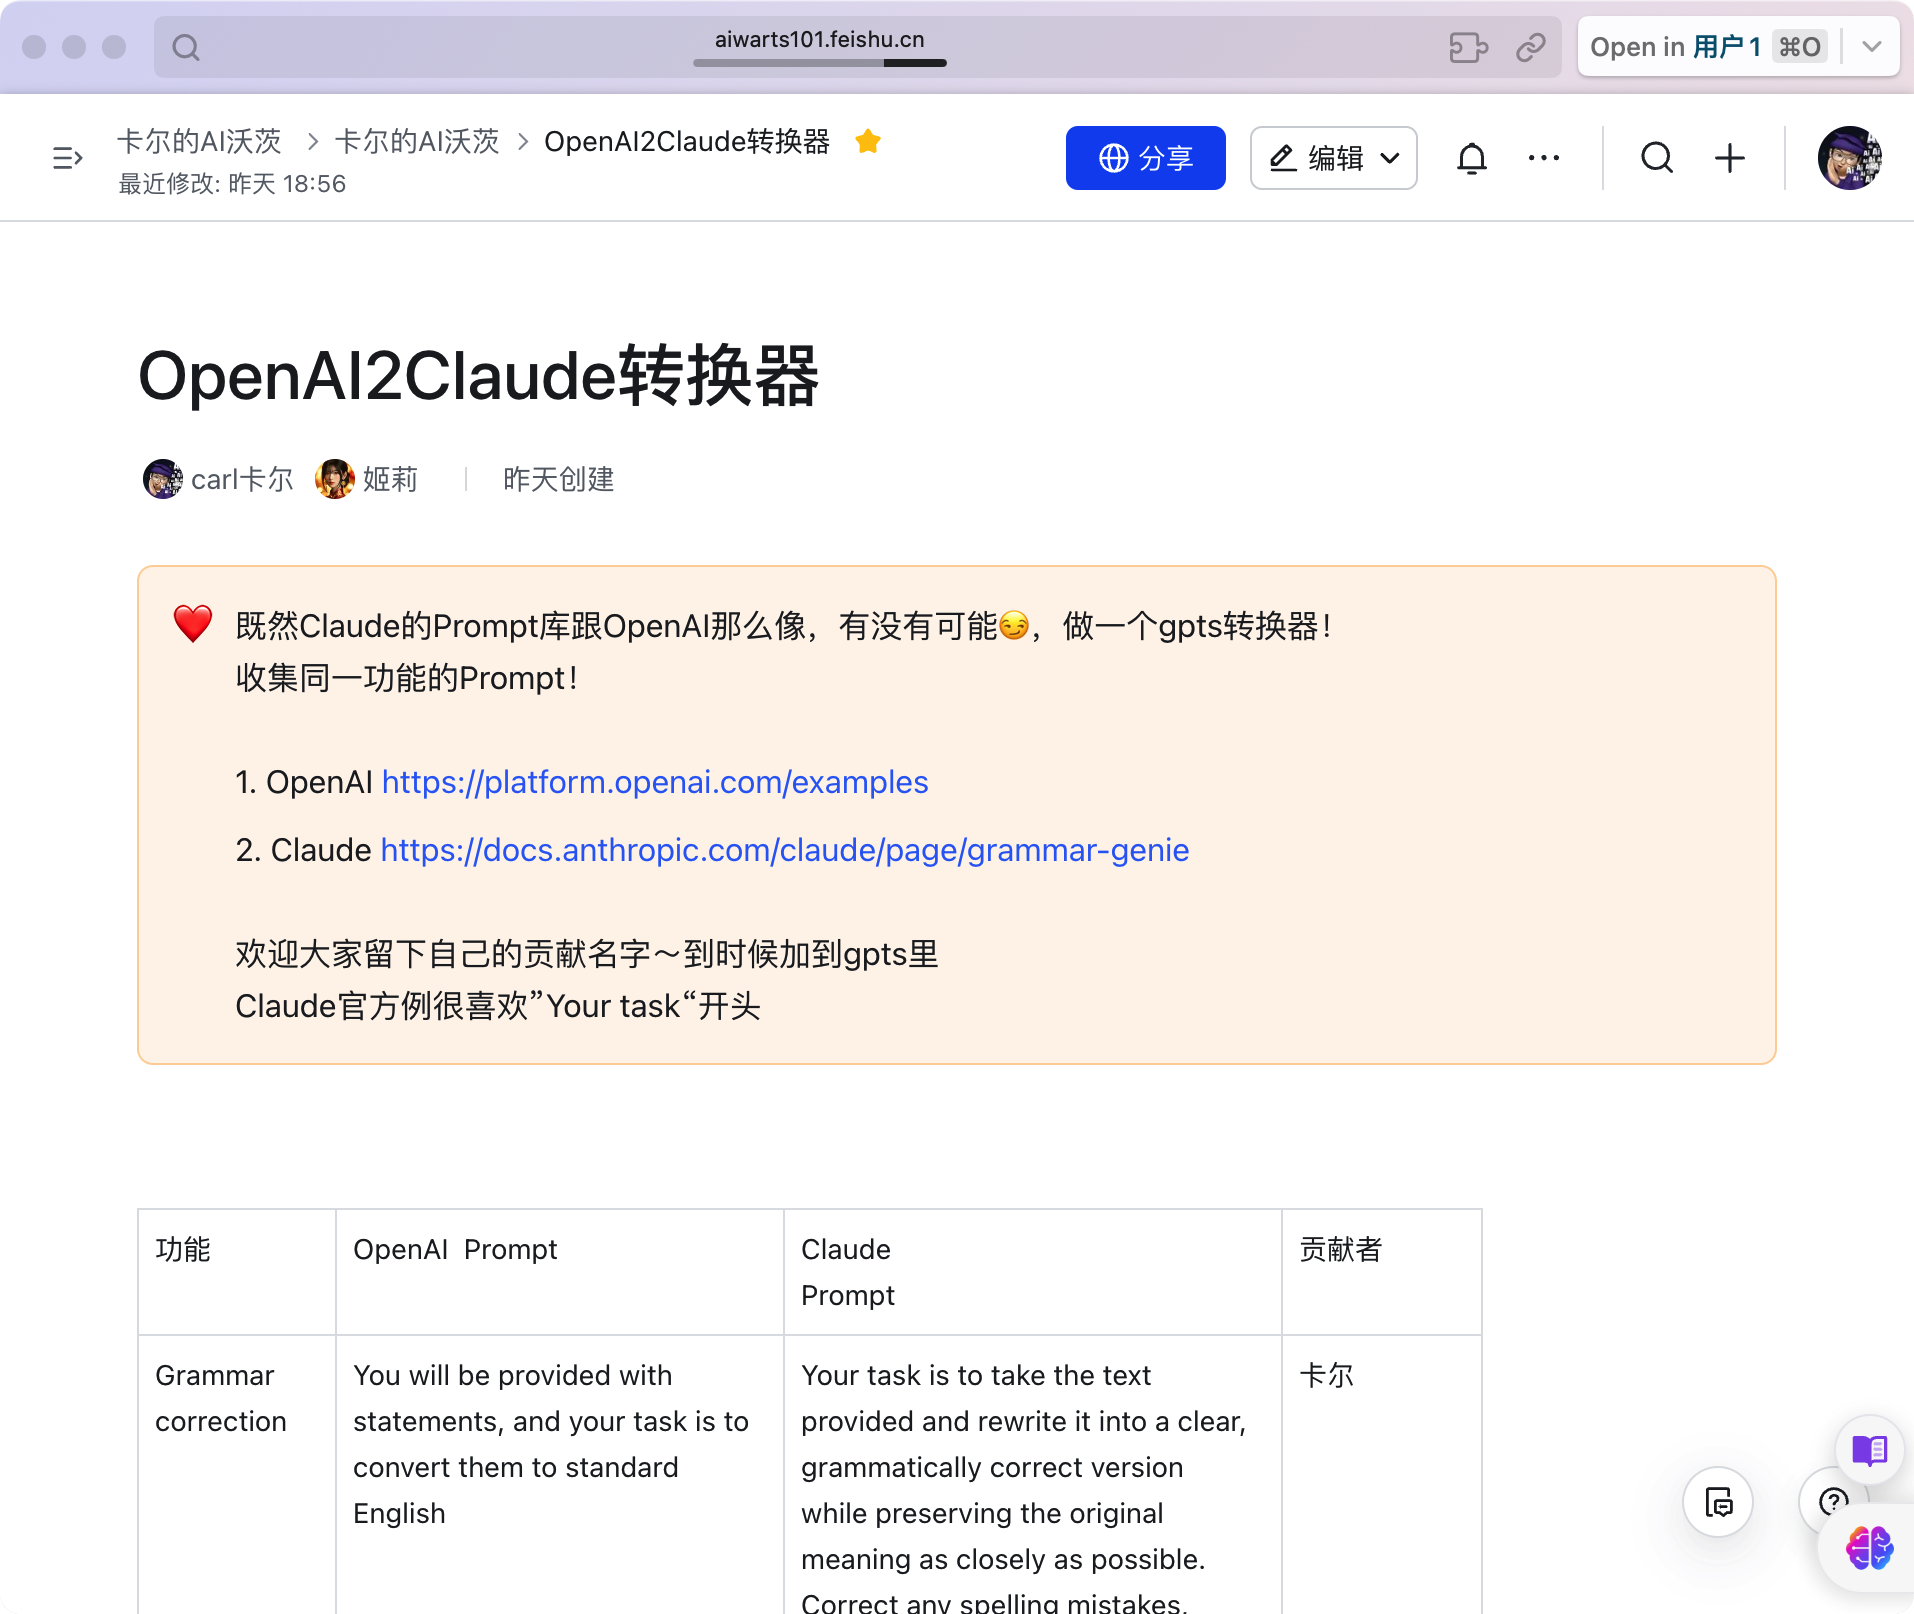 aiwarts101.feishu.cn
Open in 用户1 ⌘O
卡尔的AI沃茨 > 卡尔的AI沃茨 > OpenAI2Claude转换器
最近修改: 昨天 18:56
分享
编辑
OpenAI2Claude转换器
carl卡尔 姬莉 | 昨天创建
既然Claude的Prompt库跟OpenAI那么像，有没有可能😏，做一个gpts转换器！
收集同一功能的Prompt！
1. OpenAI https://platform.openai.com/examples
2. Claude https://docs.anthropic.com/claude/page/grammar-genie
欢迎大家留下自己的贡献名字～到时候加到gpts里
Claude官方例很喜欢”Your task“开头
功能
OpenAI  Prompt
Claude
Prompt
贡献者
Grammar
correction
You will be provided with
statements, and your task is to
convert them to standard
English
Your task is to take the text
provided and rewrite it into a clear,
grammatically correct version
while preserving the original
meaning as closely as possible.
Correct any spelling mistakes,
卡尔